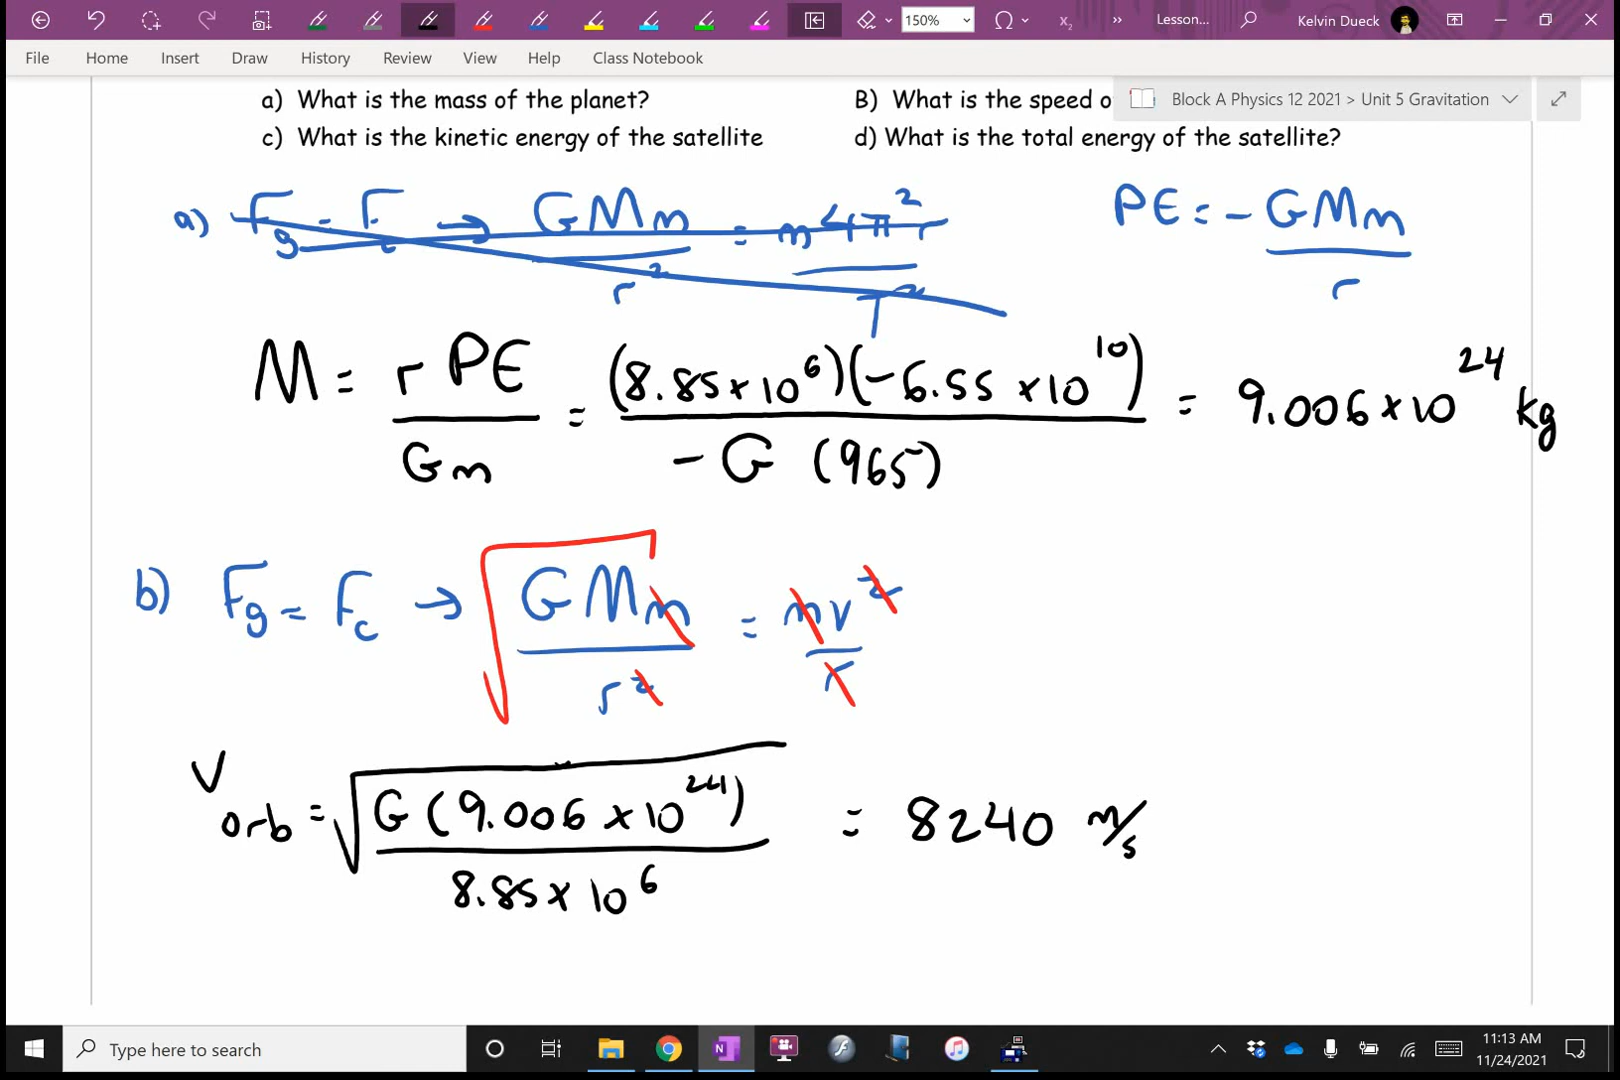 150% Lesson... Kelvin Dueck
File Home Insert Draw History Review View Help Class Notebook
a) What is the mass of the planet? B) What is the speed o
Block A Physics 12 2021 > Unit 5 Gravitation
c) What is the kinetic energy of the satellite d) What is the total energy of the satellite?
a) Fg = Fc → GMm/r² = m4π²r/T² PE = - GMm/r
M = r PE/Gm = (8.85 x 10⁶)(-6.55 x 10¹⁰)/-G (965) = 9.006 x 10²⁴ kg
b) Fg = Fc → √GMm/r² = mv²/r
Vorb = √G (9.006 x 10²⁴)/8.85 x 10⁶ = 8240 m/s
Type here to search
11:13 AM
11/24/2021